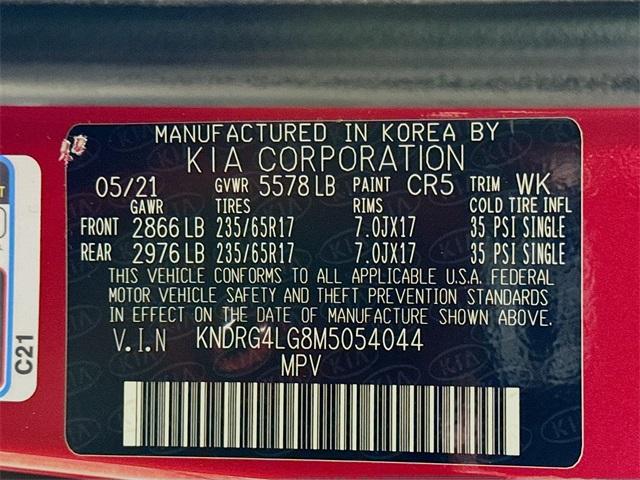 MANUFACTURED IN KOREA BY
KIA CORPORATION
05/21 GVWR 5578 LB PAINT CR5 TRIM WK
GAWR TIRES RIMS COLD TIRE INFL
FRONT 2866 LB 235/65R17 7.0JX17 35 PSI SINGLE
REAR 2976 LB 235/65R17 7.0JX17 35 PSI SINGLE
THIS VEHICLE CONFORMS TO ALL APPLICABLE U.S.A. FEDERAL
MOTOR VEHICLE SAFETY AND THEFT PREVENTION STANDARDS
IN EFFECT ON THE DATE OF MANUFACTURE SHOWN ABOVE.
V.I.N KNDRG4LG8M5054044
MPV
C21